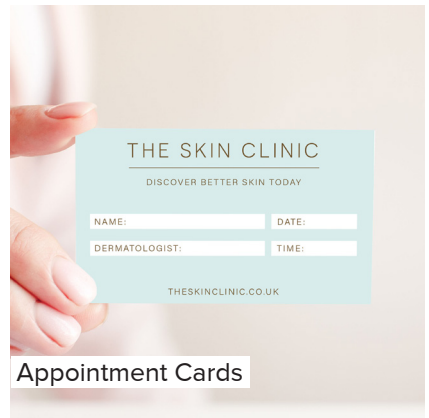 THE SKIN CLINIC
DISCOVER BETTER SKIN TODAY
NAME: DATE:
DERMATOLOGIST: TIME:
THESKINCLINIC.CO.UK
Appointment Cards